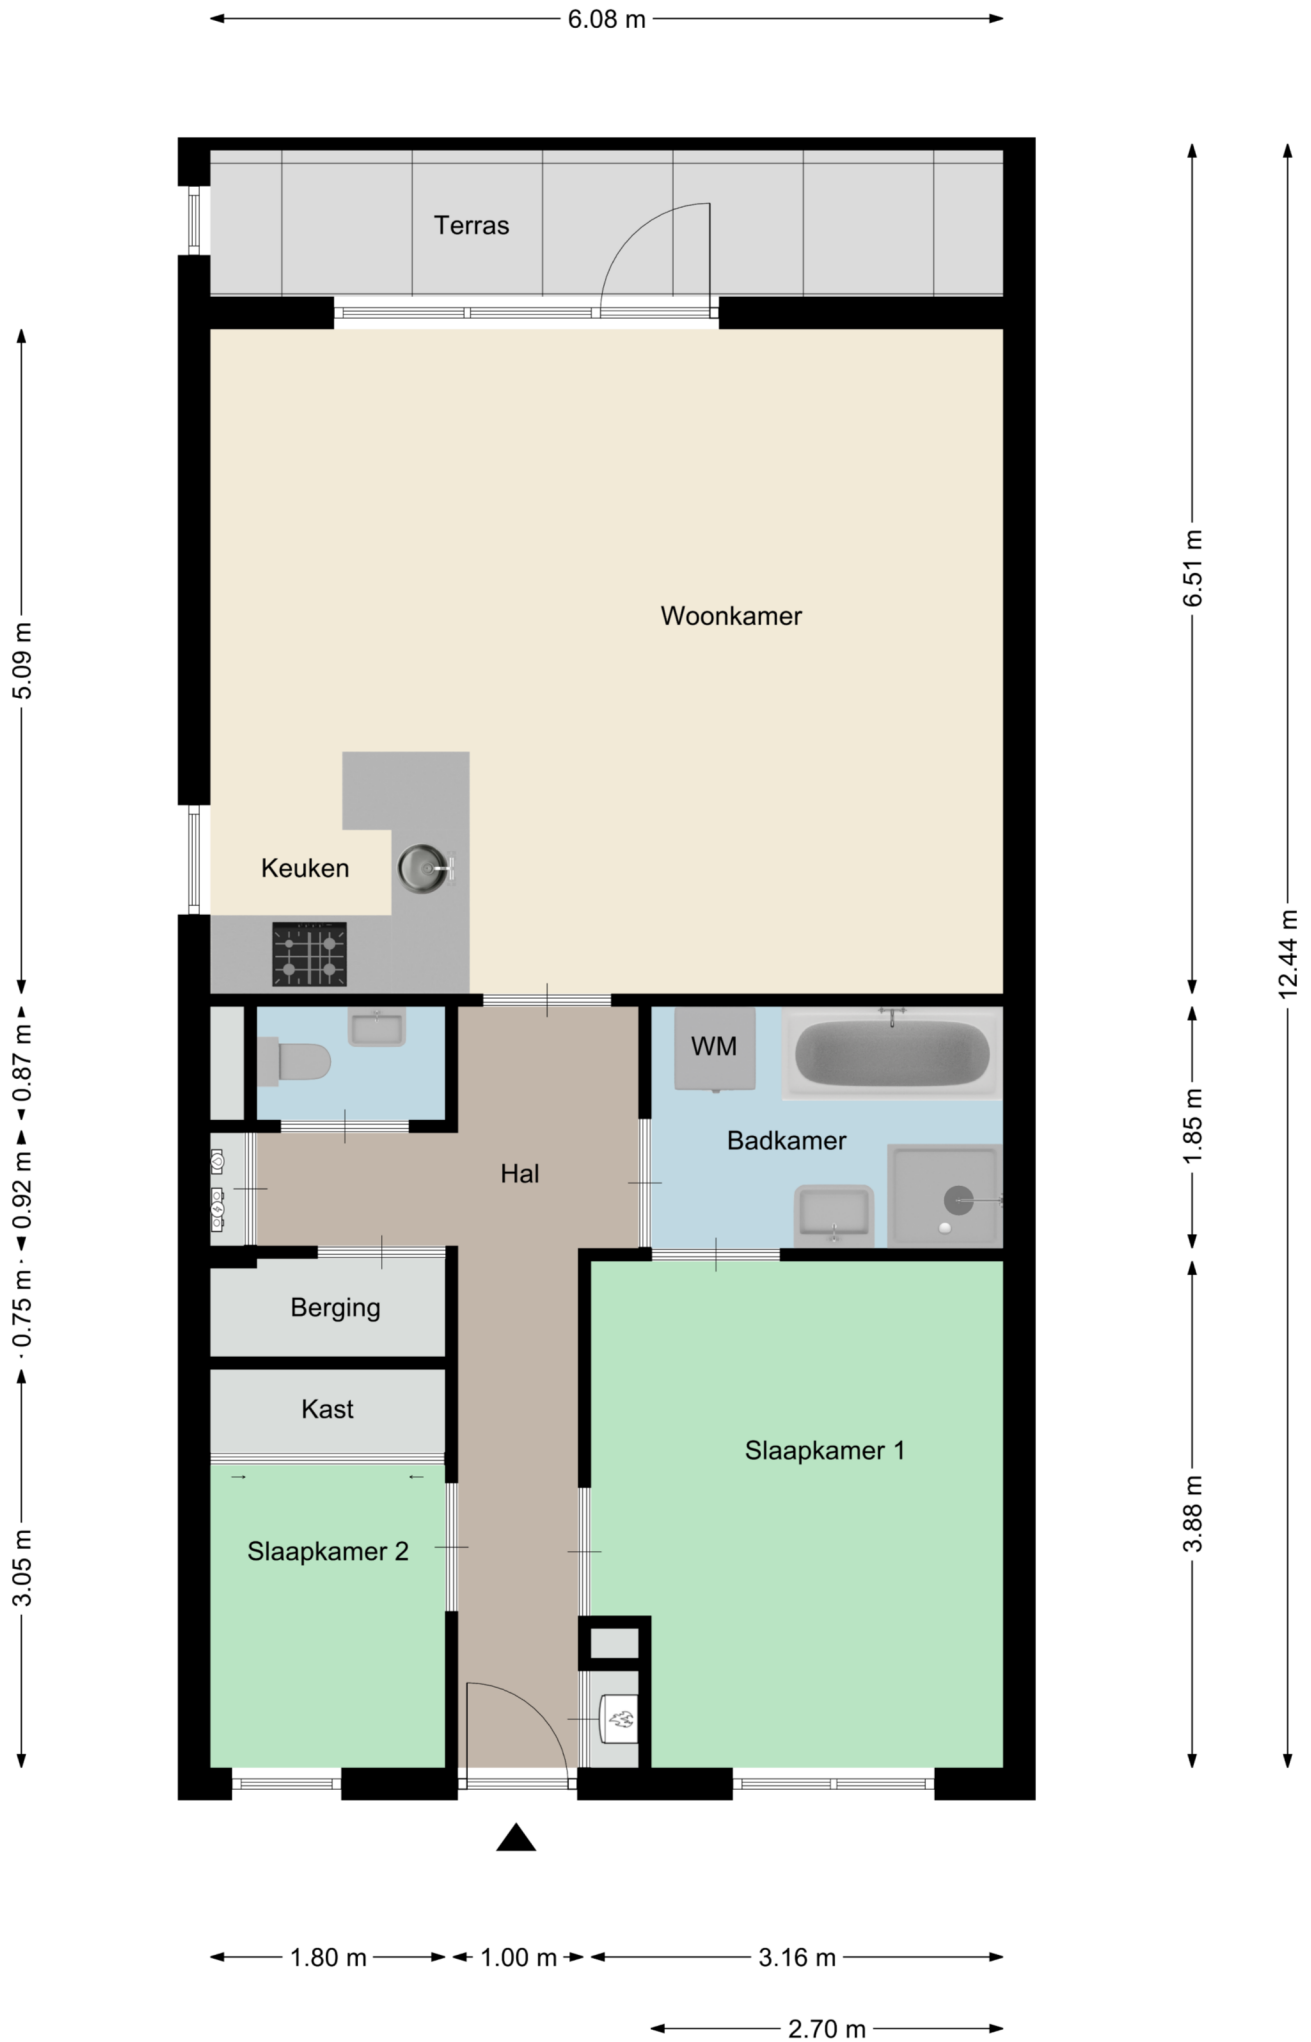 6.08 m
Terras
6.51 m
5.09 m
Woonkamer
12.44 m
Keuken
0.87 m
WM
Badkamer
1.85 m
Hal
0.92 m
Berging
0.75 m
Kast
Slaapkamer 1
3.88 m
Slaapkamer 2
3.05 m
1.80 m
1.00 m
3.16 m
2.70 m